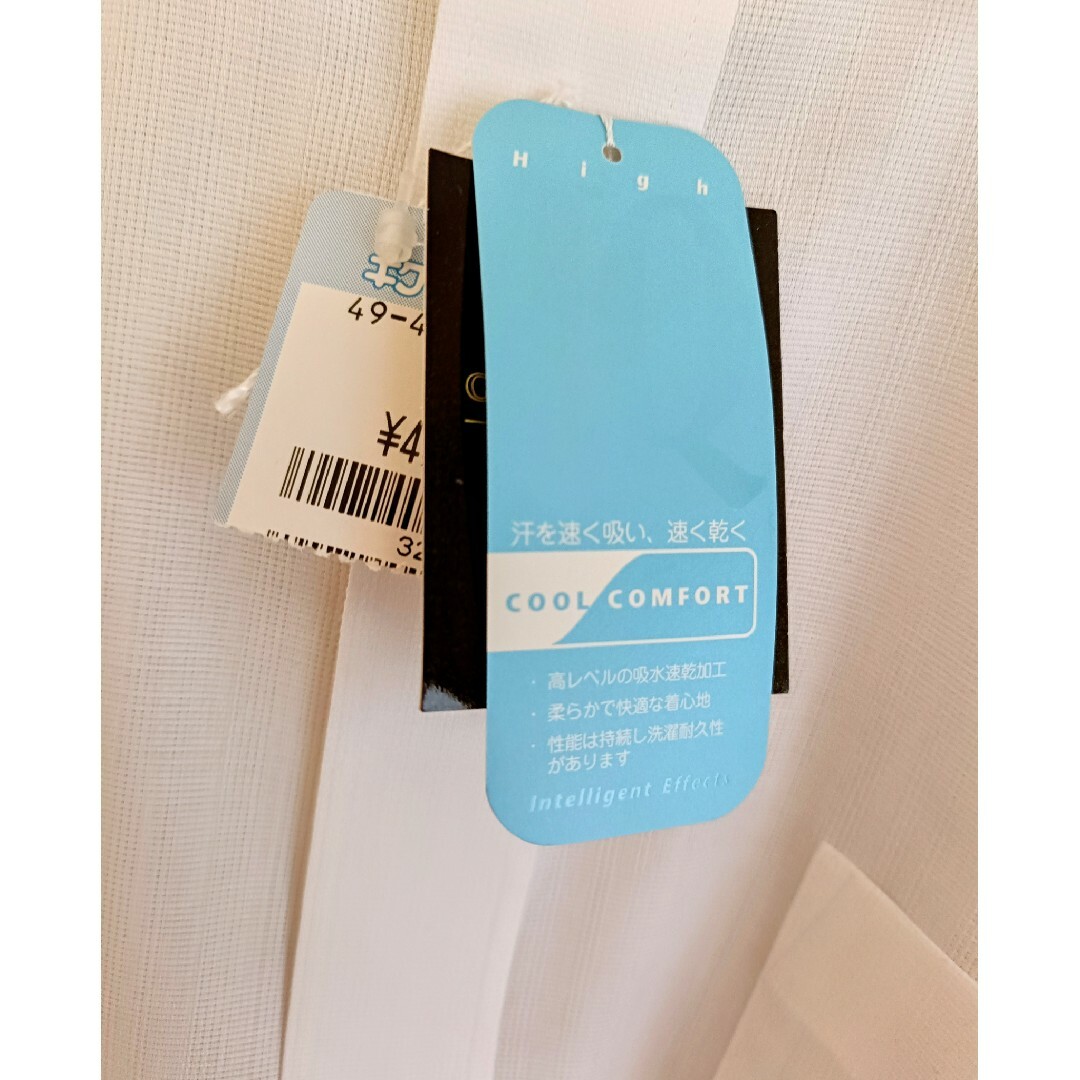 High
汗を速く吸い、速く乾く
COOL COMFORT
・高レベルの吸水速乾加工
・柔らかで快適な着心地
・性能は持続し洗濯耐久性
があります
Intelligent Effects
49-4
¥4
32